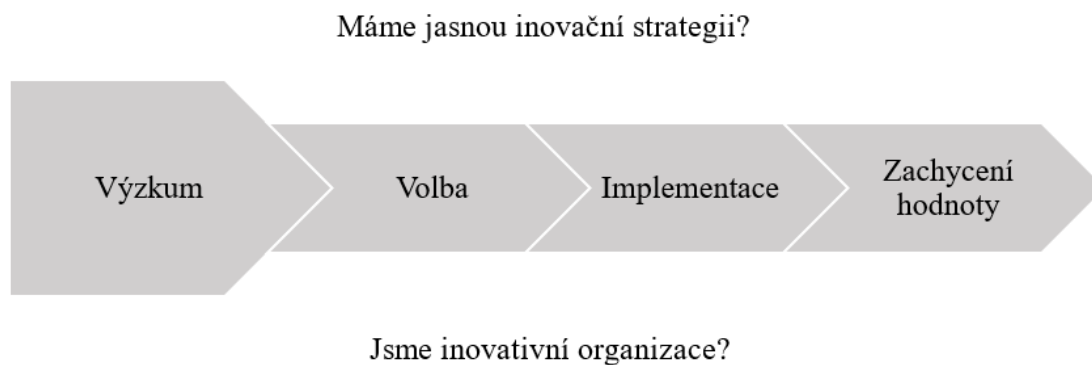 Máme jasnou inovační strategii?
Výzkum
Volba
Implementace
Zachycení
hodnoty
Jsme inovativní organizace?